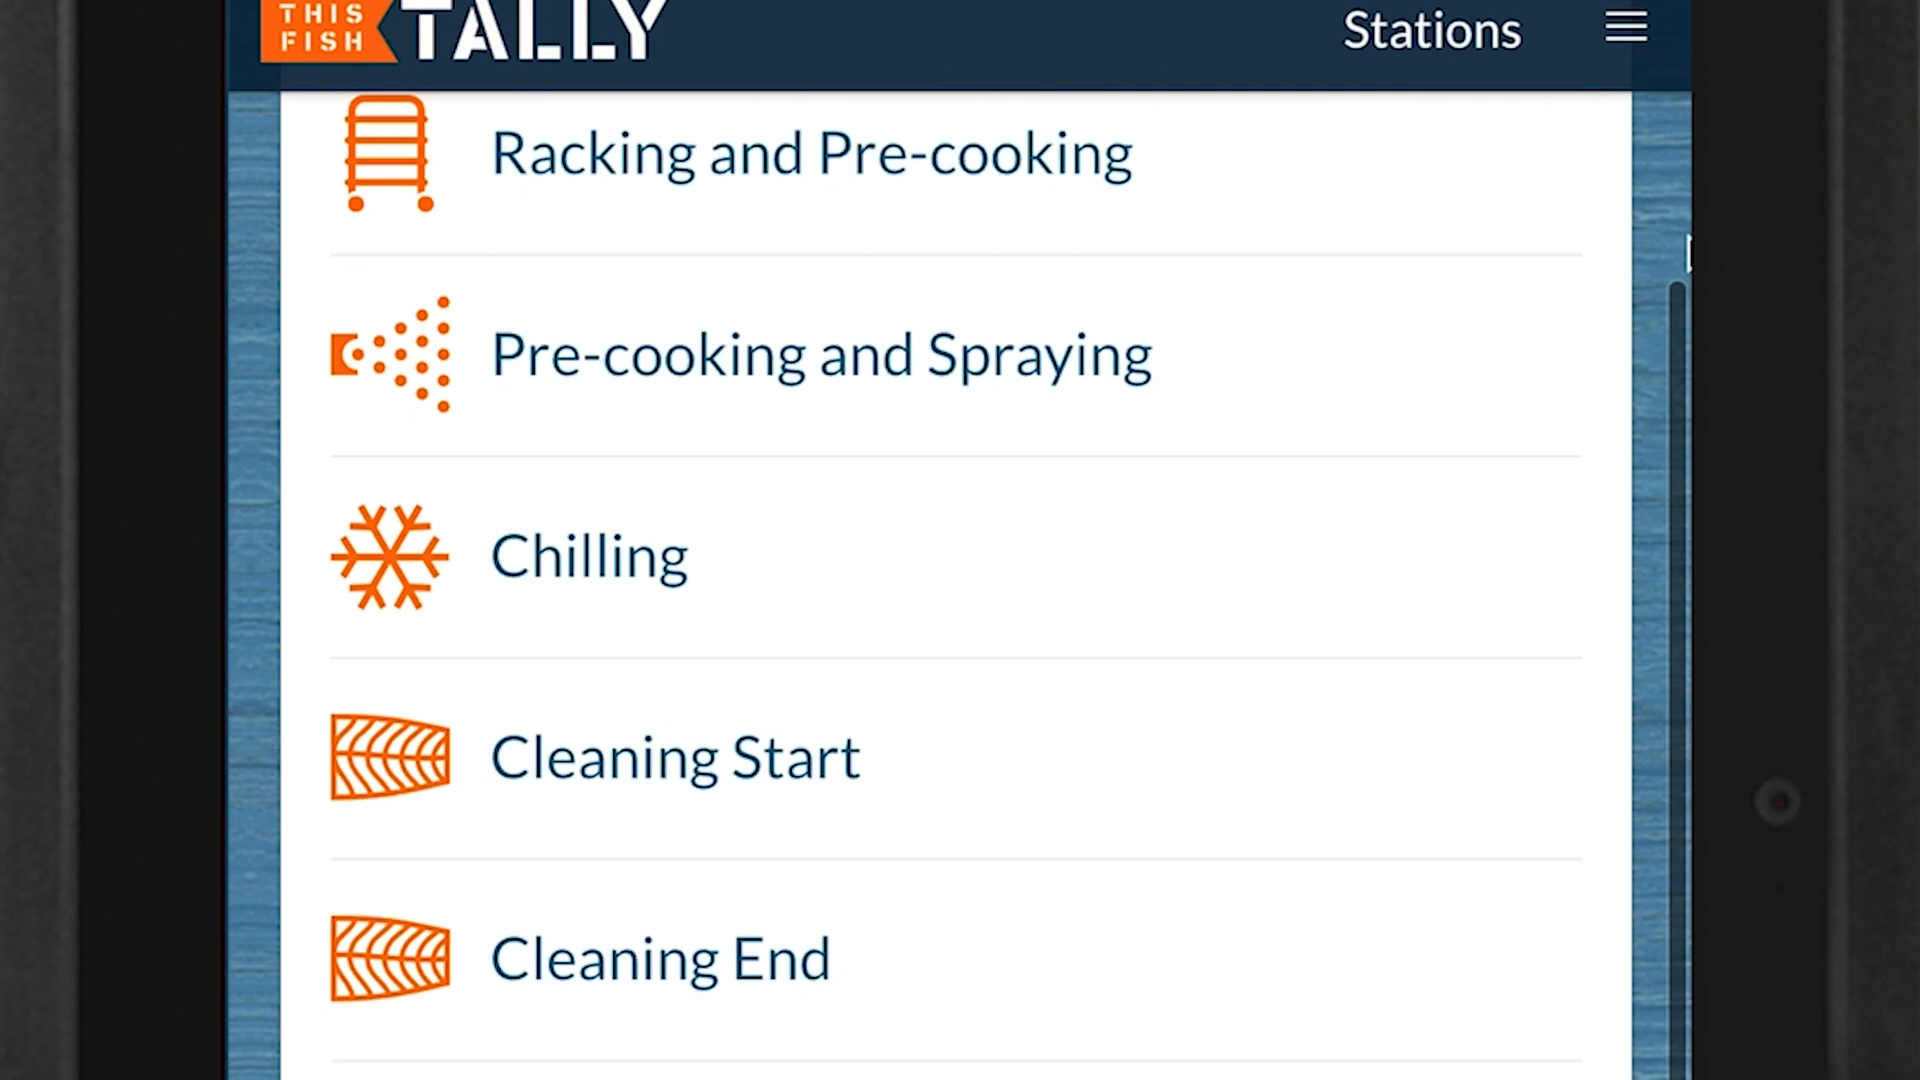 THIS
FISH
TALLY
Stations
Racking and Pre-cooking
Pre-cooking and Spraying
Chilling
Cleaning Start
Cleaning End